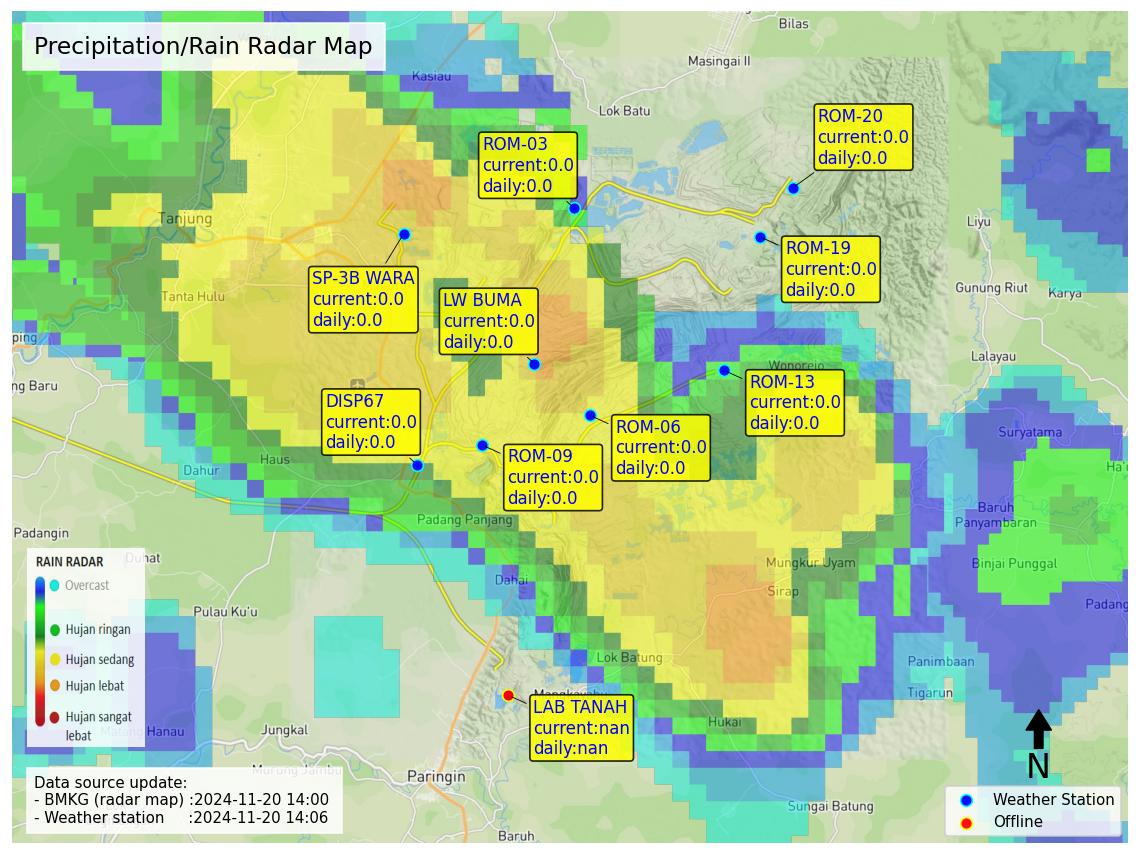 Precipitation/Rain Radar Map
Bilas
Masingai II
Kasiau
Lok Batu
ROM-20
current:0.0
daily:0.0
ROM-03
current:0.0
daily:0.0
Tanjung
Liyu
ROM-19
current:0.0
daily:0.0
SP-3B WARA
current:0.0
daily:0.0
Tanta Hulu
LW BUMA
current:0.0
daily:0.0
Gunung Riut
Karya
ping
Lalayau
Wonorejo
ng Baru
ROM-13
current:0.0
daily:0.0
DISP67
current:0.0
daily:0.0
ROM-06
current:0.0
daily:0.0
Suryatama
ROM-09
current:0.0
daily:0.0
Haus
Dahur
Ha'u
Baruh
Panyambaran
Padang Panjang
Padangin
Duhat
Mungkur Uyam
Binjai Punggal
Dahai
Sirap
Padang
RAIN RADAR
Overcast
Hujan ringan
Hujan sedang
Hujan lebat
Hujan sangat
lebat
Pulau Ku'u
Lok Batung
Panimbaan
Tigarun
LAB TANAH
current:nan
daily:nan
Hukai
Hanau
Jungkal
Murung Jambu
Paringin
N
Data source update:
- BMKG (radar map) :2024-11-20 14:00
- Weather station :2024-11-20 14:06
Sungai Batung
Weather Station
Offline
Baruh